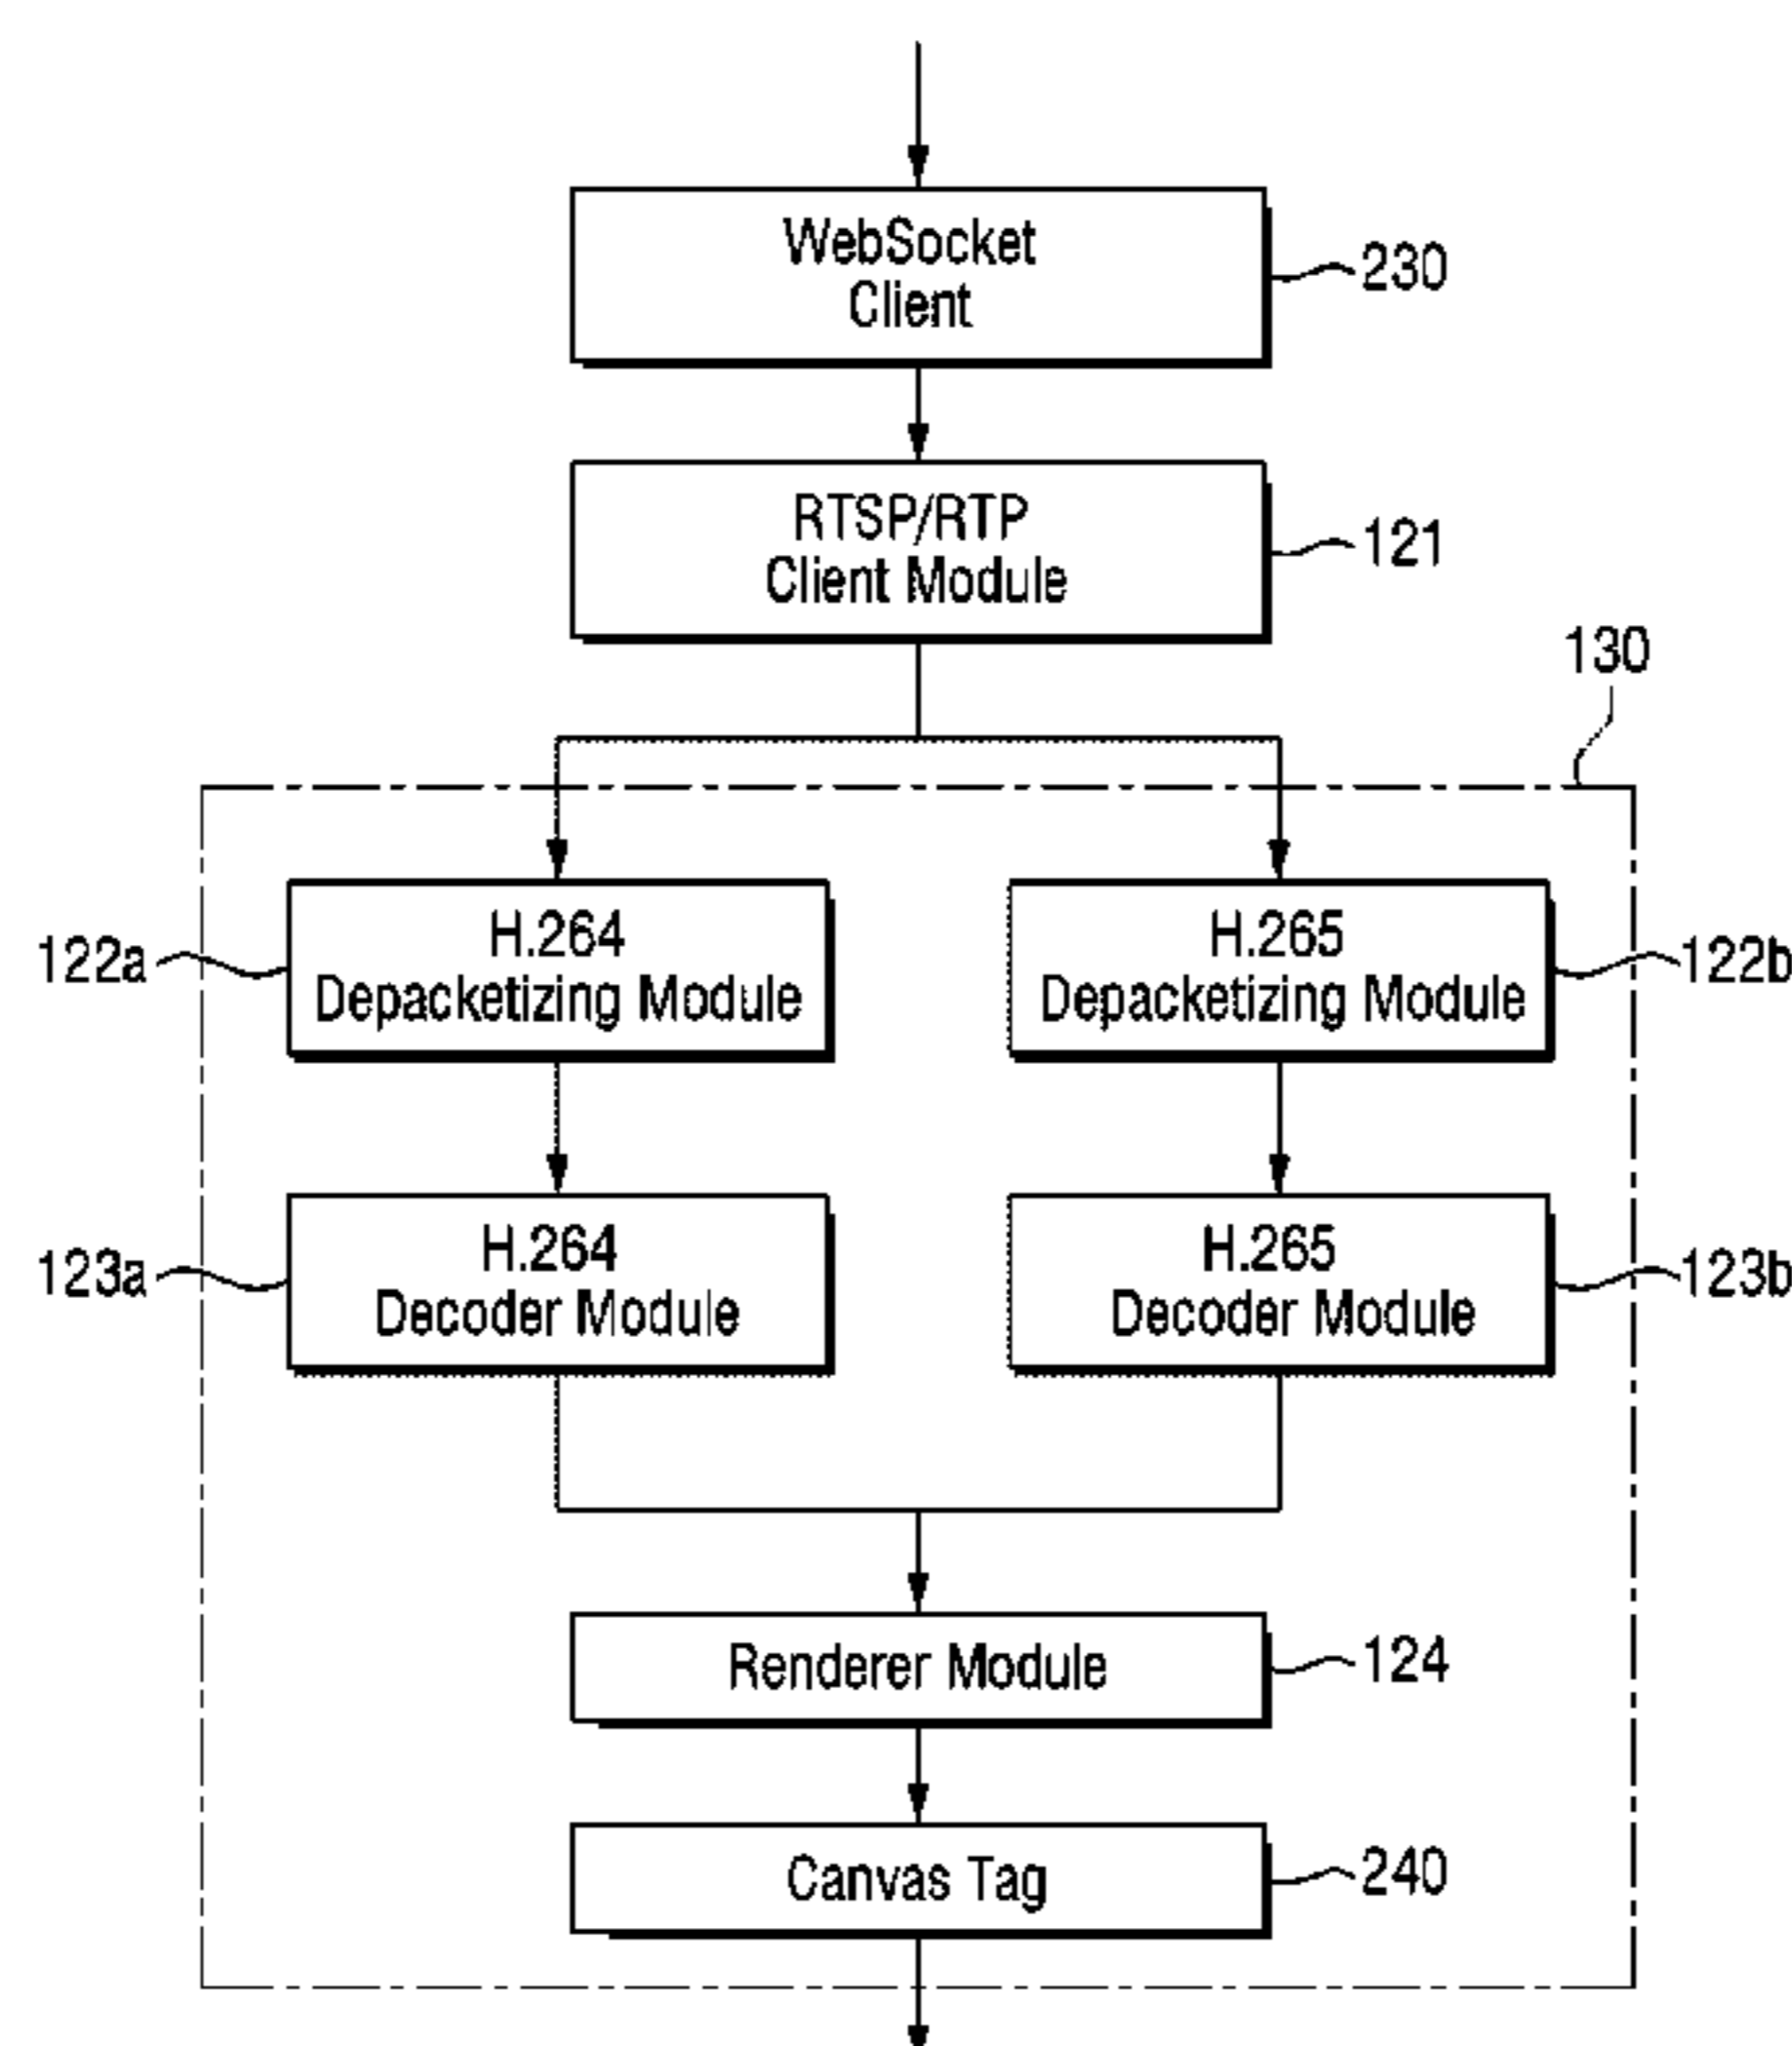 WebSocket
Client
230
RTSP/RTP
Client Module
121
130
122a
H.264
Depacketizing Module
H.265
Depacketizing Module
122b
123a
H.264
Decoder Module
H.265
Decoder Module
123b
Renderer Module
124
Canvas Tag
240